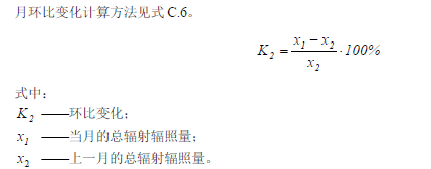 月环比变化计算方法见式 C.6。
K₂ = (x₁ − x₂) / x₂ · 100%
式中：
K₂ ——环比变化；
x₁ ——当月的总辐射辐照量；
x₂ ——上一月的总辐射辐照量。